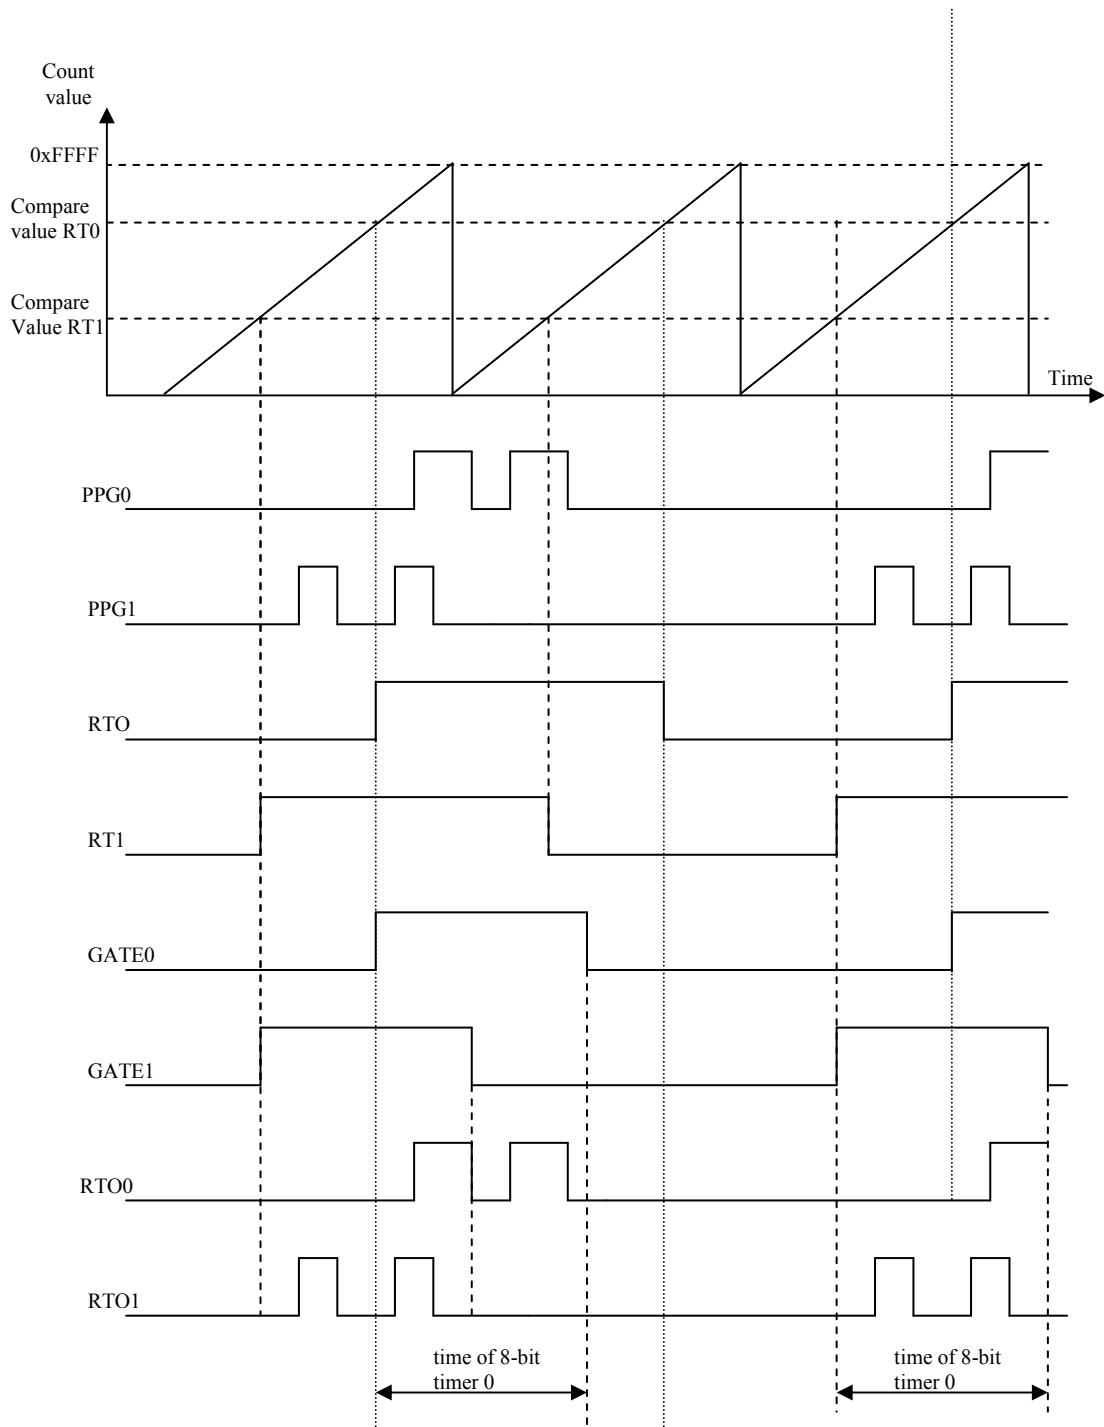 Count
value
0xFFFF
Compare
value RT0
Compare
Value RT1
Time
PPG0
PPG1
RTO
RT1
GATE0
GATE1
RTO0
RTO1
time of 8-bit
timer 0
time of 8-bit
timer 0